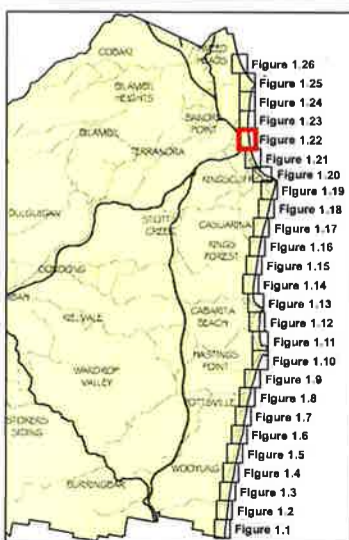 Figure 1.26
COBAKI
TWEED HEADS
Figure 1.25
BILAMBIL HEIGHTS
Figure 1.24
Figure 1.23
BANORA POINT
BILAMBIL
Figure 1.22
TERRANORA
Figure 1.21
Figure 1.20
KINGSCLIFF
Figure 1.19
DULGUIGAN
Figure 1.18
STOTTS CREEK
CASUARINA
Figure 1.17
KINGS FOREST
Figure 1.16
CONDONG
Figure 1.15
Figure 1.14
Figure 1.13
KIELVALE
CABARITA BEACH
Figure 1.12
Figure 1.11
HASTINGS POINT
Figure 1.10
WARDROP VALLEY
Figure 1.9
POTTSVILLE
Figure 1.8
STOKERS SIDING
Figure 1.7
Figure 1.6
Figure 1.5
WOOYUNG
Figure 1.4
BURRINGBAR
Figure 1.3
Figure 1.2
Figure 1.1